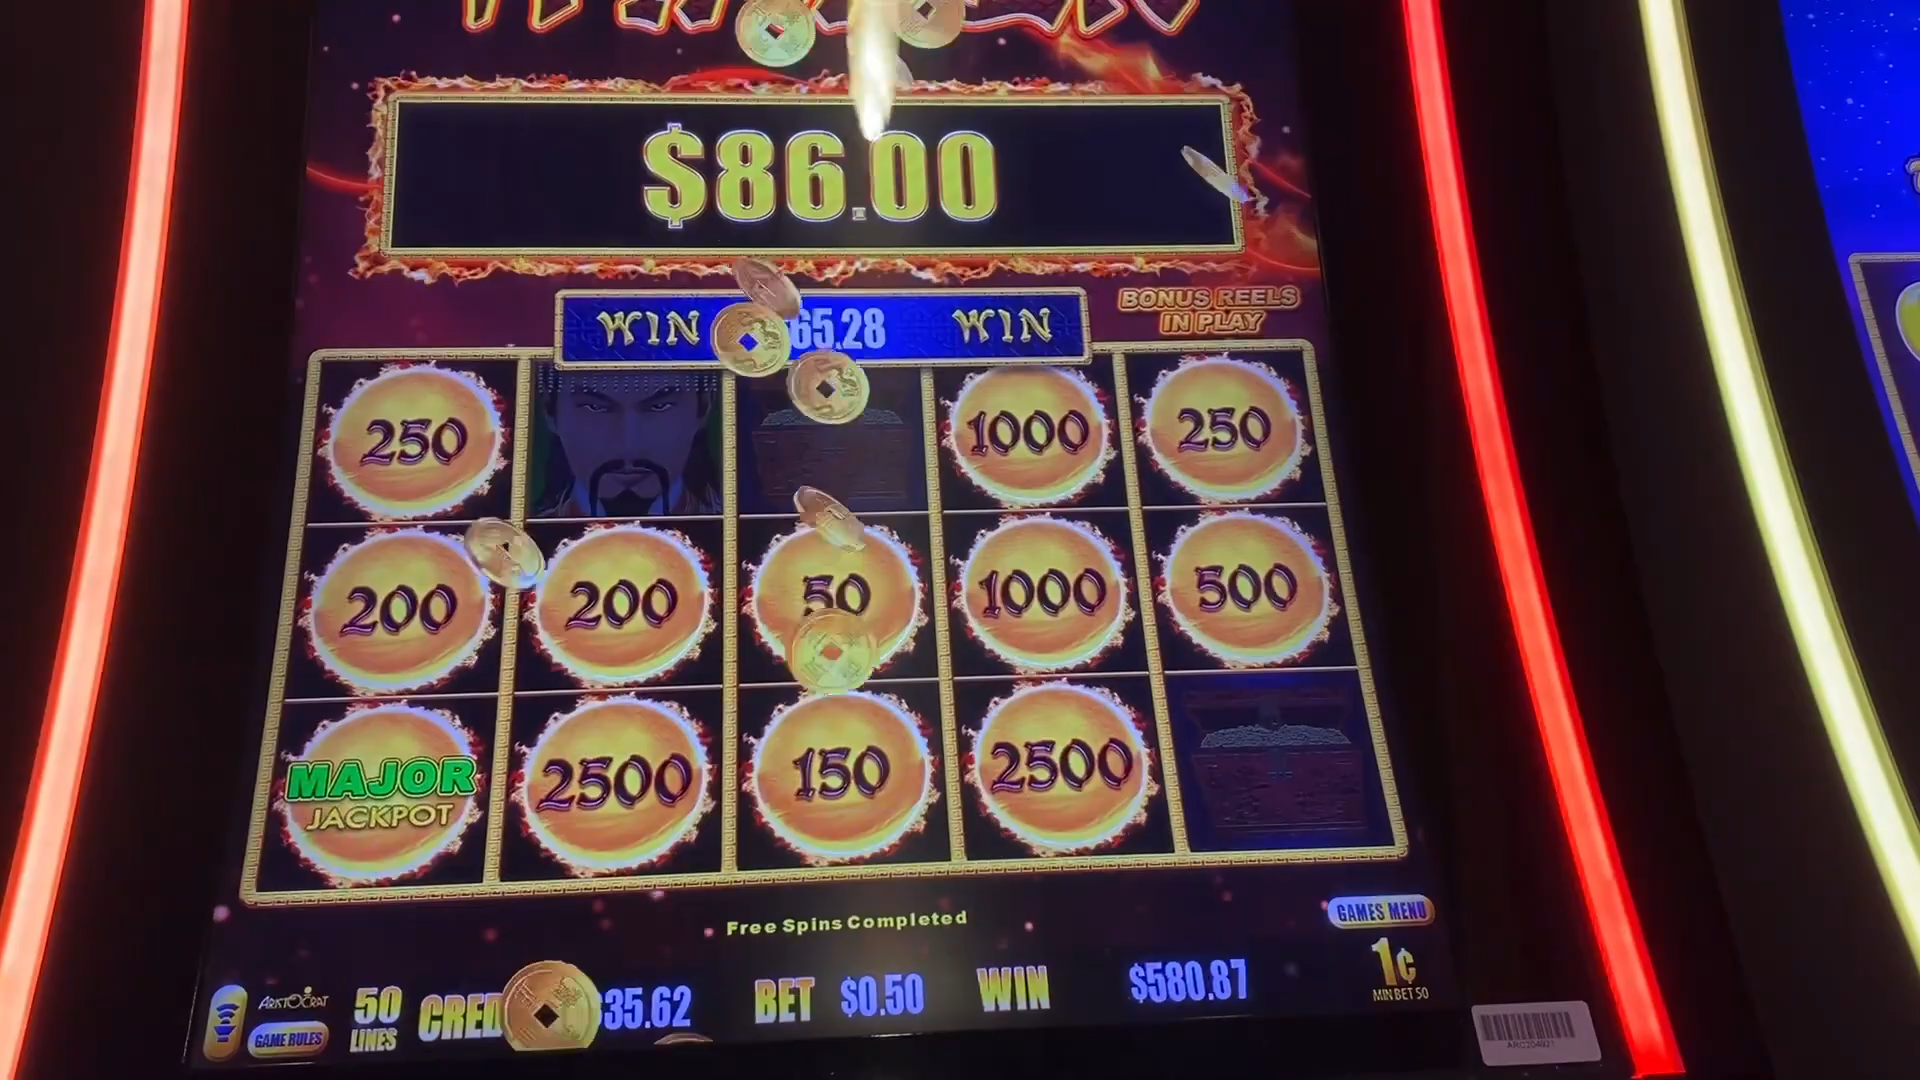 $86.00
WIN 65.28 WIN
BONUS REELS
IN PLAY
250 1000 250
200 200 50 1000 500
MAJOR
JACKPOT
2500 150 2500
Free Spins Completed
GAMES MENU
ARISTOCRAT
GAME RULES
50
LINES
CRED 35.62
BET $0.50
WIN $580.87
1¢
MIN BET 50